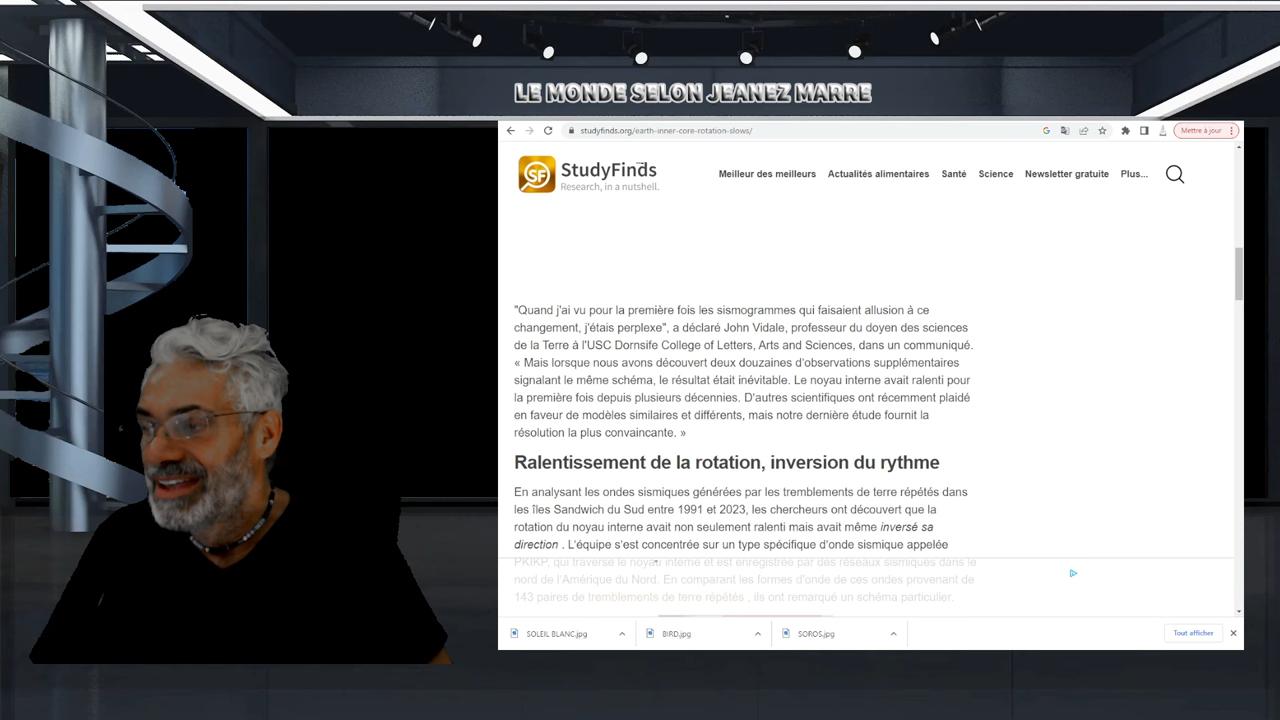 LE MONDE SELON JEANEZ MARRE
studyfinds.org/earth-inner-core-rotation-slows/
Mettre à jour
SF
StudyFinds
Research, in a nutshell.
Meilleur des meilleurs Actualités alimentaires Santé Science Newsletter gratuite Plus...
"Quand j'ai vu pour la première fois les sismogrammes qui faisaient allusion à ce
changement, j'étais perplexe", a déclaré John Vidale, professeur du doyen des sciences
de la Terre à l'USC Dornsife College of Letters, Arts and Sciences, dans un communiqué.
« Mais lorsque nous avons découvert deux douzaines d'observations supplémentaires
signalant le même schéma, le résultat était inévitable. Le noyau interne avait ralenti pour
la première fois depuis plusieurs décennies. D'autres scientifiques ont récemment plaidé
en faveur de modèles similaires et différents, mais notre dernière étude fournit la
résolution la plus convaincante. »
Ralentissement de la rotation, inversion du rythme
En analysant les ondes sismiques générées par les tremblements de terre répétés dans
les îles Sandwich du Sud entre 1991 et 2023, les chercheurs ont découvert que la
rotation du noyau interne avait non seulement ralenti mais avait même inversé sa
direction . L'équipe s'est concentrée sur un type spécifique d'onde sismique appelée
PKIKP, qui traverse le noyau interne et est enregistrée par des réseaux sismiques dans le
nord de l'Amérique du Nord. En comparant les formes d'onde de ces ondes provenant de
143 paires de tremblements de terre répétés , ils ont remarqué un schéma particulier.
SOLEIL BLANC.jpg BIRD.jpg SOROS.jpg Tout afficher